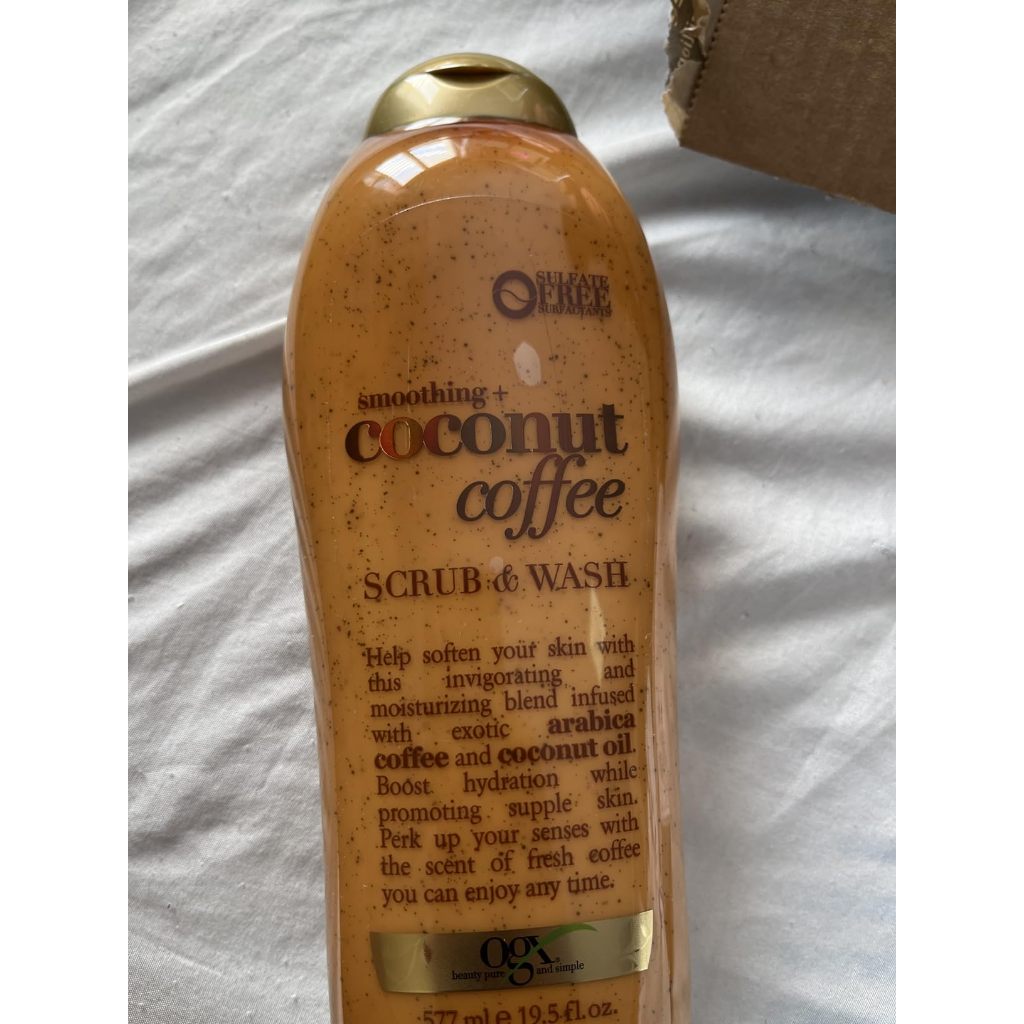 SULFATE
FREE
SURFACTANTS
smoothing +
coconut
coffee
SCRUB & WASH
Help soften your skin with
this invigorating and
moisturizing blend infused
with exotic arabica
coffee and coconut oil.
Boost hydration while
promoting supple skin.
Perk up your senses with
the scent of fresh coffee
you can enjoy any time.
ogx®
beauty pure and simple
577 ml e 19.5 fl.oz.